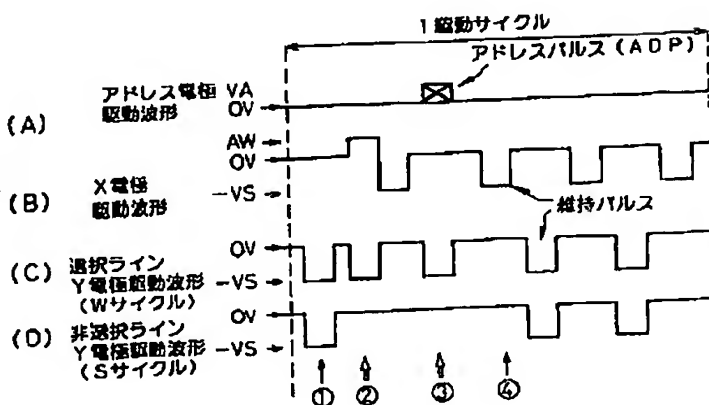 1駆動サイクル
アドレスパルス(ADP)
アドレス電極 VA
駆動波形 OV
(A)
AW
OV
(B) X電極
駆動波形 -VS
維持パルス
OV
(C) 選択ライン
Y電極駆動波形 -VS
(Wサイクル)
OV
(D) 非選択ライン
Y電極駆動波形 -VS
(Sサイクル)
① ② ③ ④